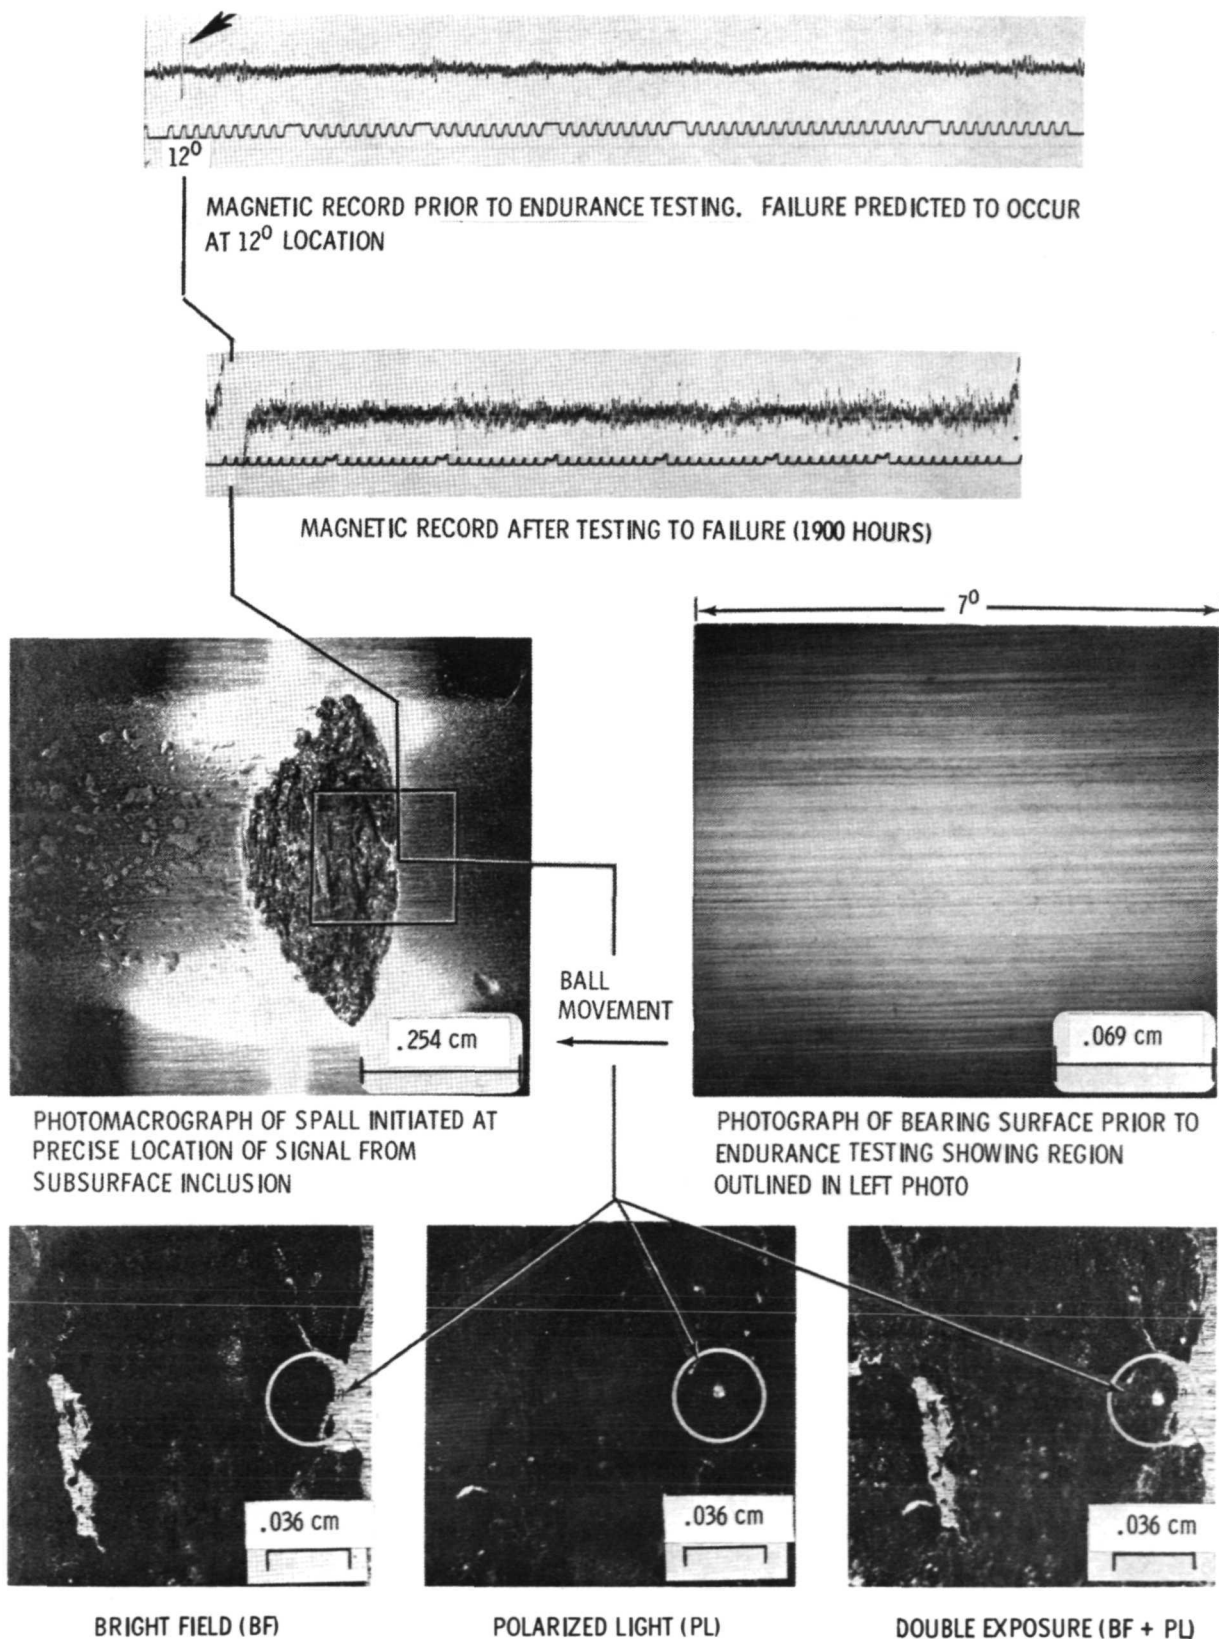 12⁰
MAGNETIC RECORD PRIOR TO ENDURANCE TESTING. FAILURE PREDICTED TO OCCUR
AT 12⁰ LOCATION
MAGNETIC RECORD AFTER TESTING TO FAILURE (1900 HOURS)
7⁰
BALL
MOVEMENT
.254 cm
.069 cm
PHOTOMACROGRAPH OF SPALL INITIATED AT
PRECISE LOCATION OF SIGNAL FROM
SUBSURFACE INCLUSION
PHOTOGRAPH OF BEARING SURFACE PRIOR TO
ENDURANCE TESTING SHOWING REGION
OUTLINED IN LEFT PHOTO
.036 cm
.036 cm
.036 cm
BRIGHT FIELD (BF)
POLARIZED LIGHT (PL)
DOUBLE EXPOSURE (BF + PL)